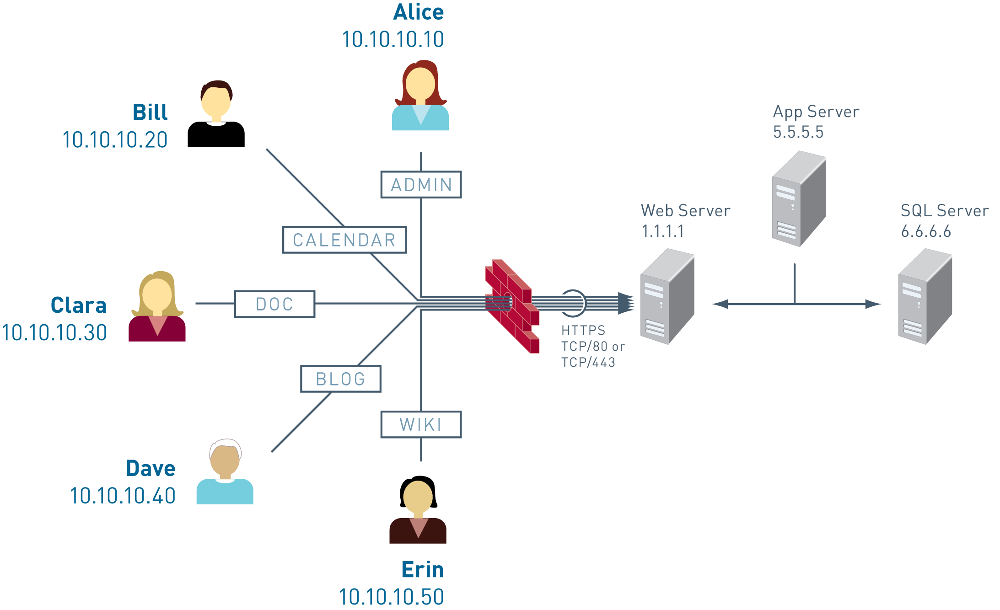 Alice
10.10.10.10
Bill
10.10.10.20
ADMIN
CALENDAR
Clara
10.10.10.30
DOC
BLOG
Dave
10.10.10.40
WIKI
Erin
10.10.10.50
HTTPS
TCP/80 or
TCP/443
Web Server
1.1.1.1
App Server
5.5.5.5
SQL Server
6.6.6.6